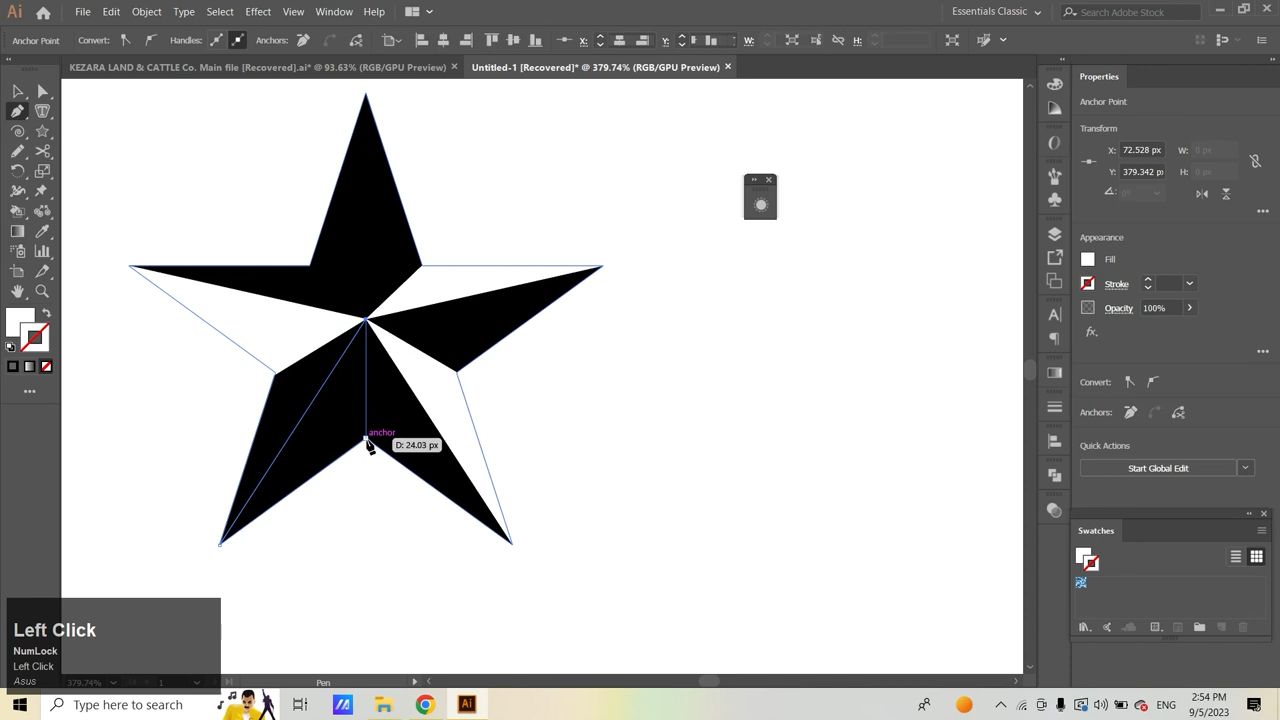 Ai
File Edit Object Type Select Effect View Window Help
Essentials Classic
Search Adobe Stock
Anchor Point Convert: Handles: Anchors: X: Y: W: H:
KEZARA LAND & CATTLE Co. Main file [Recovered].ai* @ 93.63% (RGB/GPU Preview) ×
Untitled-1 [Recovered]* @ 379.74% (RGB/GPU Preview) ×
Properties
Anchor Point
Transform
X: 72.528 px W: 0 px
Y: 379.342 px H: 0 px
0°
Appearance
Fill
Stroke
Opacity 100%
fx.
Convert:
Anchors:
Quick Actions
Start Global Edit
Swatches
anchor
D: 24.03 px
Left Click
NumLock
Left Click
Asus
379.74% 1 Pen
Type here to search
Ai
2:54 PM
9/5/2023